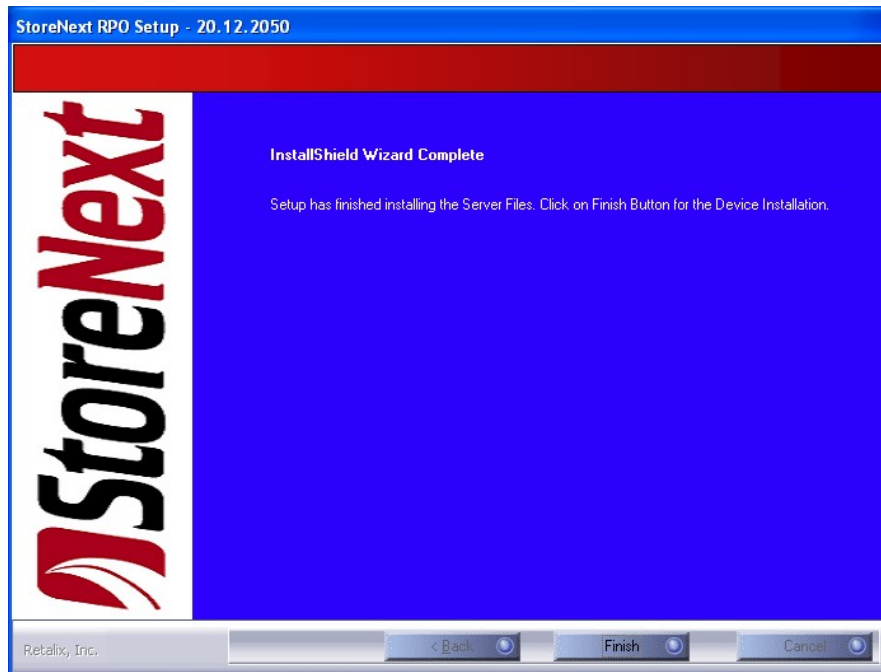 StoreNext RPO Setup - 20.12.2050
StoreNext
InstallShield Wizard Complete
Setup has finished installing the Server Files. Click on Finish Button for the Device Installation.
Retalix, Inc.
< Back
Finish
Cancel